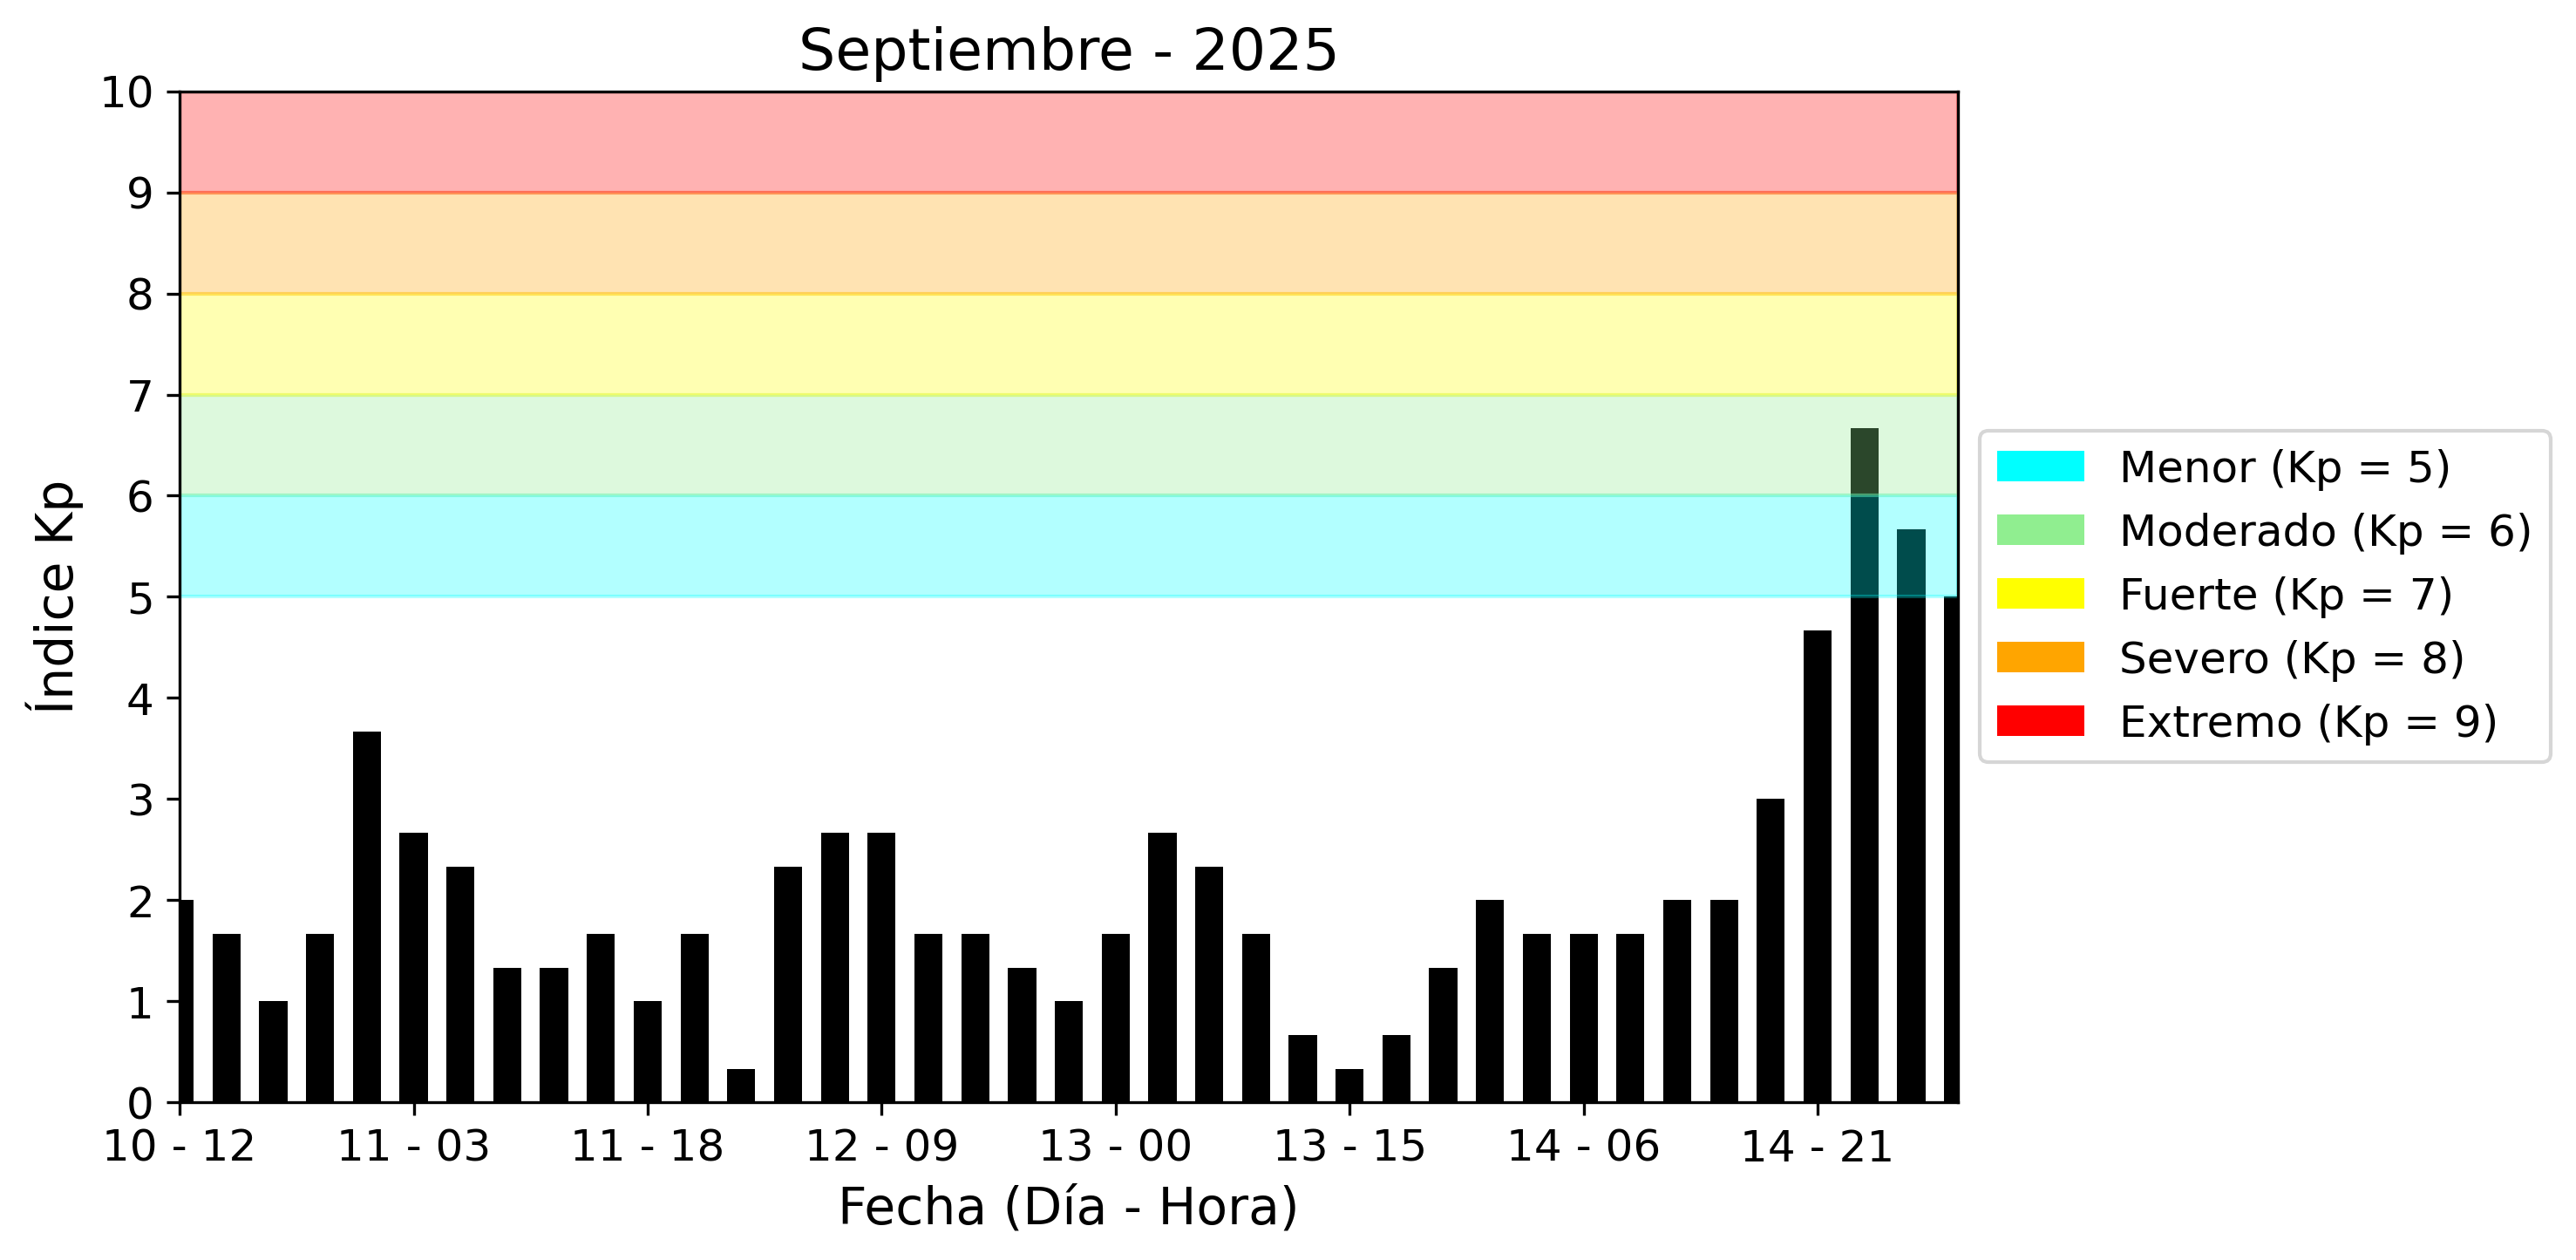 Septiembre - 2025
10
9
8
7
6
5
4
3
2
1
0
Índice Kp
10 - 12
11 - 03
11 - 18
12 - 09
13 - 00
13 - 15
14 - 06
14 - 21
Fecha (Día - Hora)
Menor (Kp = 5)
Moderado (Kp = 6)
Fuerte (Kp = 7)
Severo (Kp = 8)
Extremo (Kp = 9)